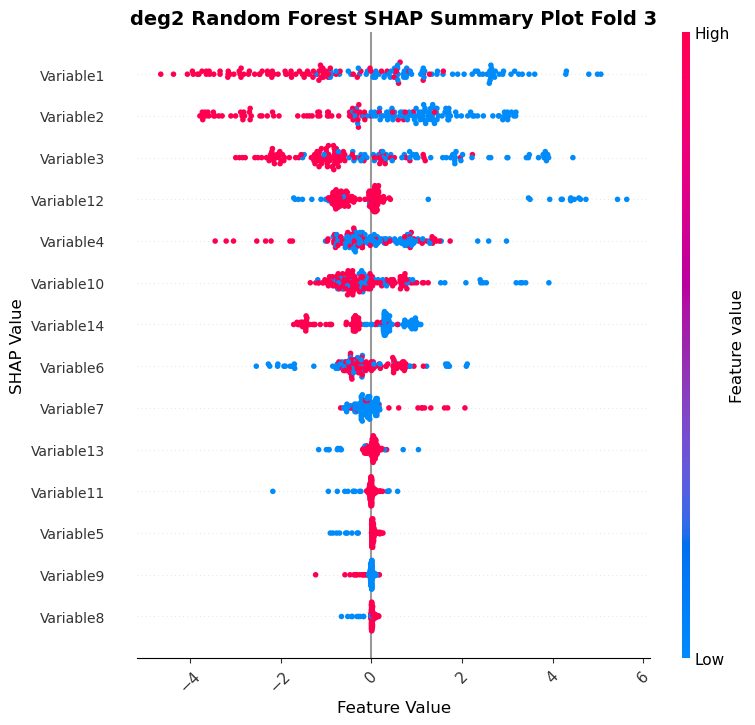 deg2 Random Forest SHAP Summary Plot Fold 3
High
Variable1
Variable2
Variable3
Variable12
Variable4
Variable10
Variable14
Variable6
Variable7
Variable13
Variable11
Variable5
Variable9
Variable8
SHAP Value
Feature value
Low
−4
−2
0
2
4
6
Feature Value